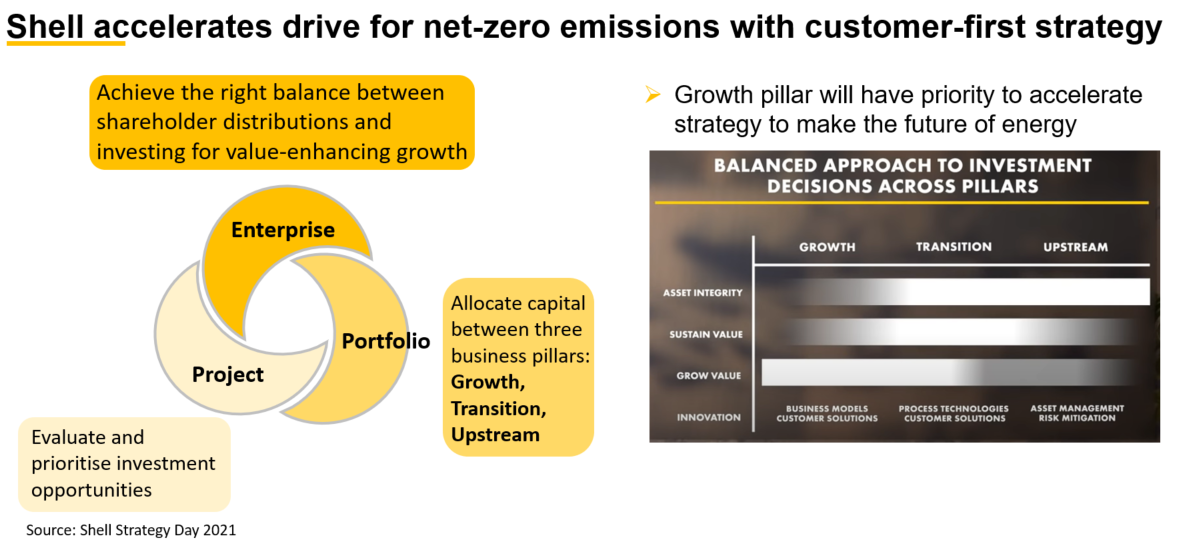 Shell accelerates drive for net-zero emissions with customer-first strategy
Achieve the right balance between
shareholder distributions and
investing for value-enhancing growth
Enterprise
Portfolio
Project
Allocate capital
between three
business pillars:
Growth,
Transition,
Upstream
Evaluate and
prioritise investment
opportunities
Source: Shell Strategy Day 2021
➢ Growth pillar will have priority to accelerate
strategy to make the future of energy
BALANCED APPROACH TO INVESTMENT
DECISIONS ACROSS PILLARS
GROWTH TRANSITION UPSTREAM
ASSET INTEGRITY
SUSTAIN VALUE
GROW VALUE
INNOVATION
BUSINESS MODELS
CUSTOMER SOLUTIONS
PROCESS TECHNOLOGIES
CUSTOMER SOLUTIONS
ASSET MANAGEMENT
RISK MITIGATION